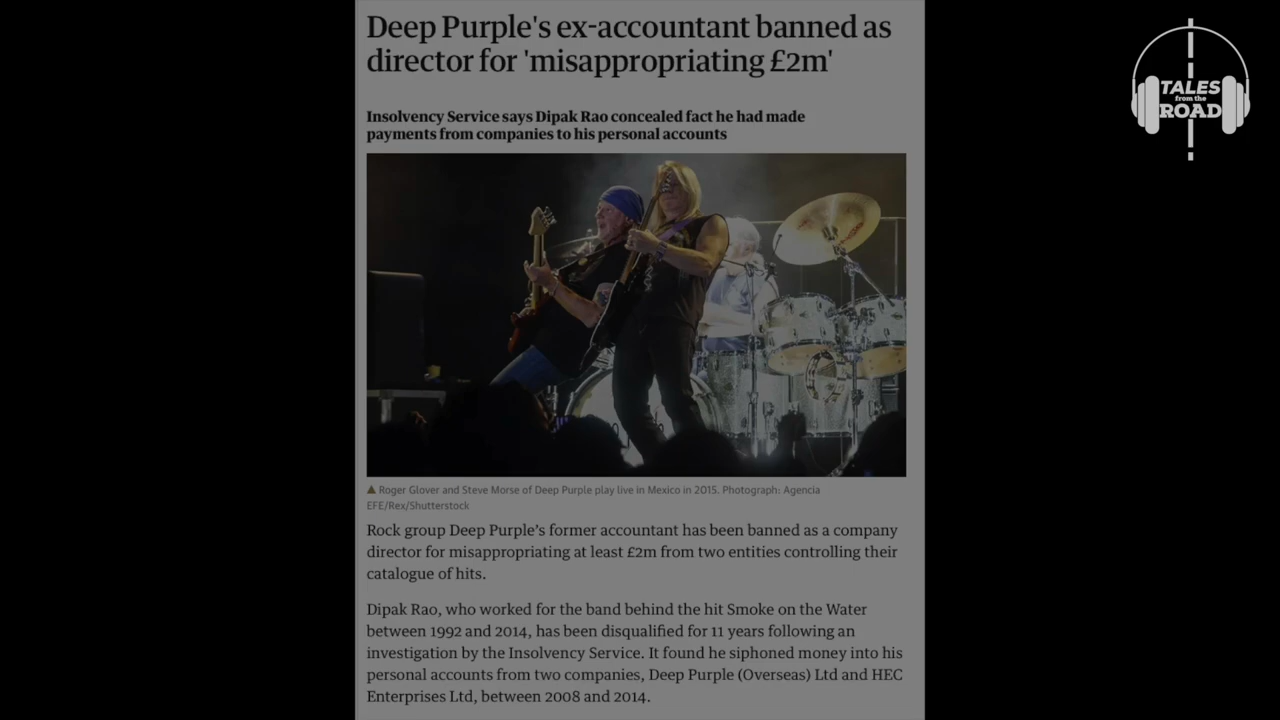 Deep Purple's ex-accountant banned as
director for 'misappropriating £2m'
Insolvency Service says Dipak Rao concealed fact he had made
payments from companies to his personal accounts
▲ Roger Glover and Steve Morse of Deep Purple play live in Mexico in 2015. Photograph: Agencia
EFE/Rex/Shutterstock
Rock group Deep Purple’s former accountant has been banned as a company
director for misappropriating at least £2m from two entities controlling their
catalogue of hits.
Dipak Rao, who worked for the band behind the hit Smoke on the Water
between 1992 and 2014, has been disqualified for 11 years following an
investigation by the Insolvency Service. It found he siphoned money into his
personal accounts from two companies, Deep Purple (Overseas) Ltd and HEC
Enterprises Ltd, between 2008 and 2014.
TALES
from the
ROAD